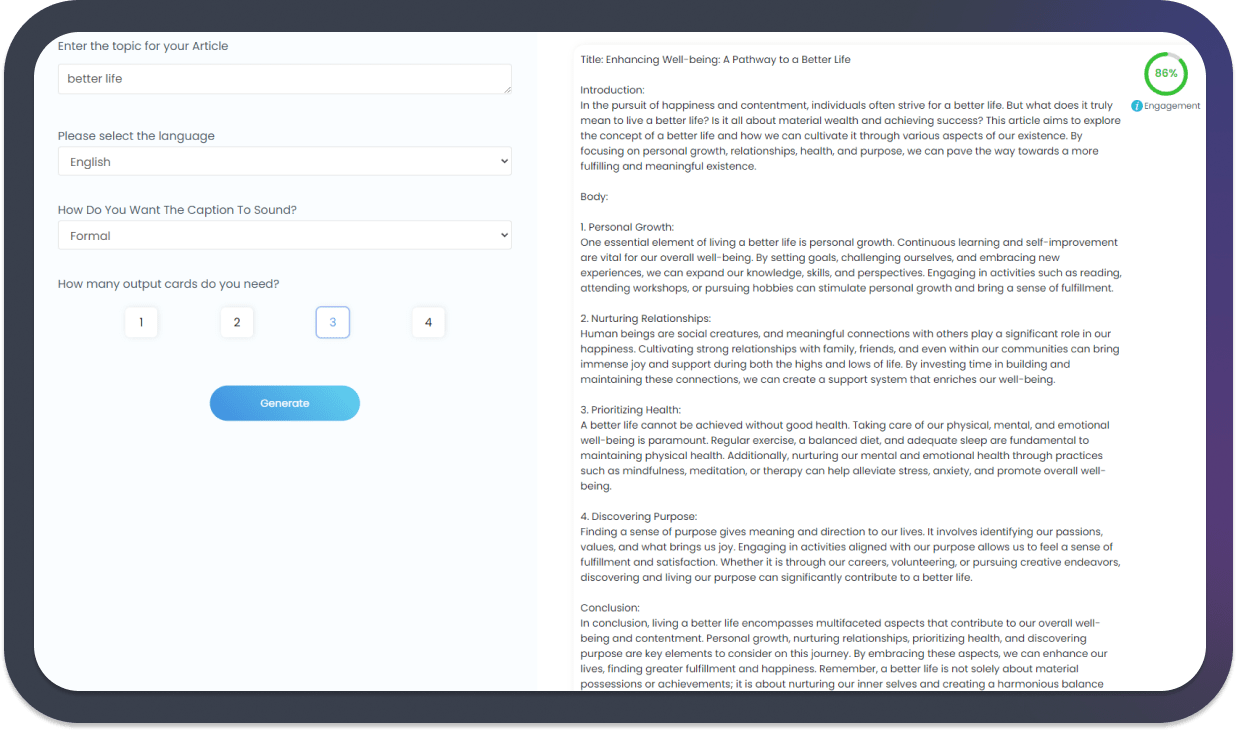 Enter the topic for your Article
better life
Please select the language
English
How Do You Want The Caption To Sound?
Formal
How many output cards do you need?
1 2 3 4
Generate
Title: Enhancing Well-being: A Pathway to a Better Life
86%
Engagement
Introduction:
In the pursuit of happiness and contentment, individuals often strive for a better life. But what does it truly
mean to live a better life? Is it all about material wealth and achieving success? This article aims to explore
the concept of a better life and how we can cultivate it through various aspects of our existence. By
focusing on personal growth, relationships, health, and purpose, we can pave the way towards a more
fulfilling and meaningful existence.
Body:
1. Personal Growth:
One essential element of living a better life is personal growth. Continuous learning and self-improvement
are vital for our overall well-being. By setting goals, challenging ourselves, and embracing new
experiences, we can expand our knowledge, skills, and perspectives. Engaging in activities such as reading,
attending workshops, or pursuing hobbies can stimulate personal growth and bring a sense of fulfillment.
2. Nurturing Relationships:
Human beings are social creatures, and meaningful connections with others play a significant role in our
happiness. Cultivating strong relationships with family, friends, and even within our communities can bring
immense joy and support during both the highs and lows of life. By investing time in building and
maintaining these connections, we can create a support system that enriches our well-being.
3. Prioritizing Health:
A better life cannot be achieved without good health. Taking care of our physical, mental, and emotional
well-being is paramount. Regular exercise, a balanced diet, and adequate sleep are fundamental to
maintaining physical health. Additionally, nurturing our mental and emotional health through practices
such as mindfulness, meditation, or therapy can help alleviate stress, anxiety, and promote overall well-
being.
4. Discovering Purpose:
Finding a sense of purpose gives meaning and direction to our lives. It involves identifying our passions,
values, and what brings us joy. Engaging in activities aligned with our purpose allows us to feel a sense of
fulfillment and satisfaction. Whether it is through our careers, volunteering, or pursuing creative endeavors,
discovering and living our purpose can significantly contribute to a better life.
Conclusion:
In conclusion, living a better life encompasses multifaceted aspects that contribute to our overall well-
being and contentment. Personal growth, nurturing relationships, prioritizing health, and discovering
purpose are key elements to consider on this journey. By embracing these aspects, we can enhance our
lives, finding greater fulfillment and happiness. Remember, a better life is not solely about material
possessions or achievements; it is about nurturing our inner selves and creating a harmonious balance